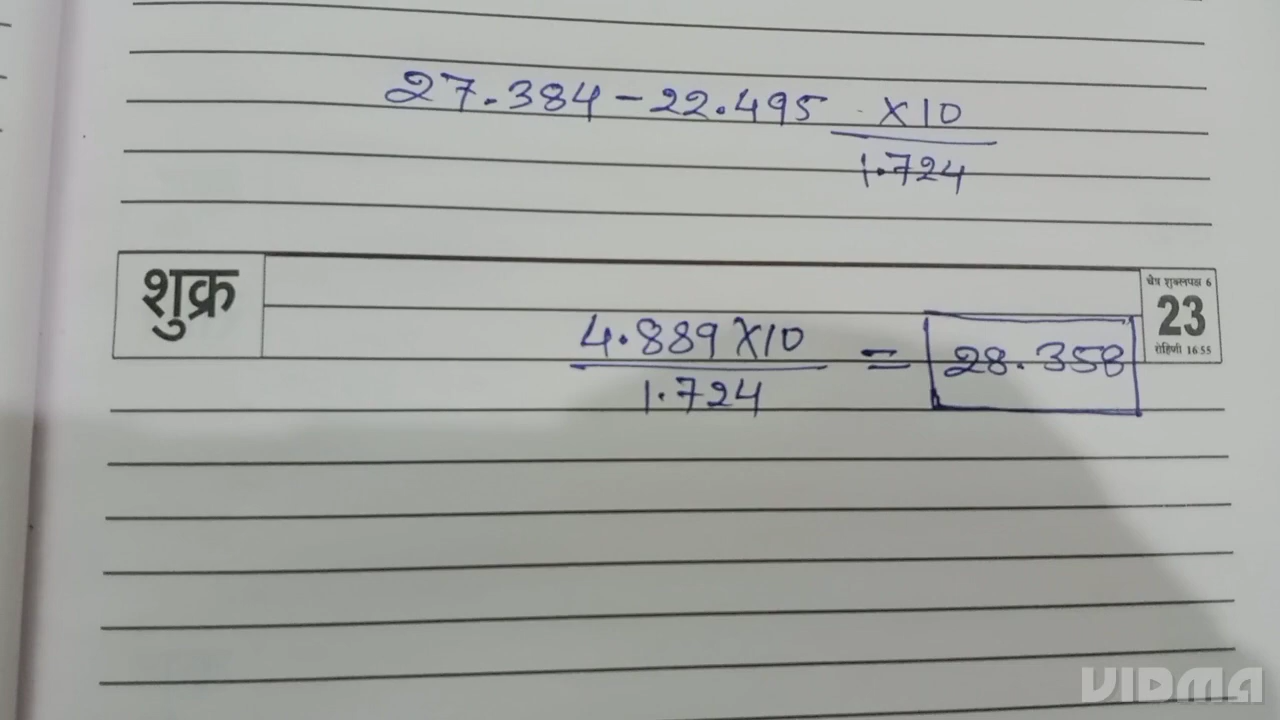 27.384-22.495 x10
1.724
शुक्र
चैत्र शुक्लपक्ष 6
23
रोहिणी 16:55
4.889 X10
1.724
= 28.358
VIDMA